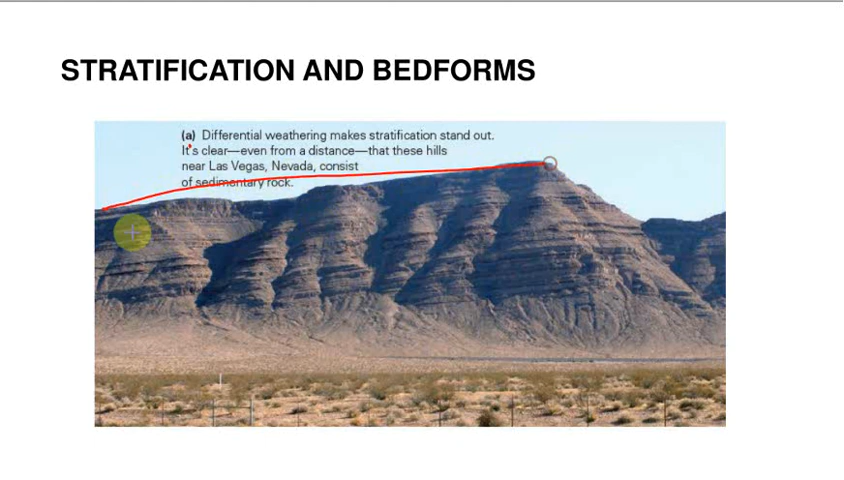 STRATIFICATION AND BEDFORMS
(a) Differential weathering makes stratification stand out.
It's clear—even from a distance—that these hills
near Las Vegas, Nevada, consist
of sedimentary rock.